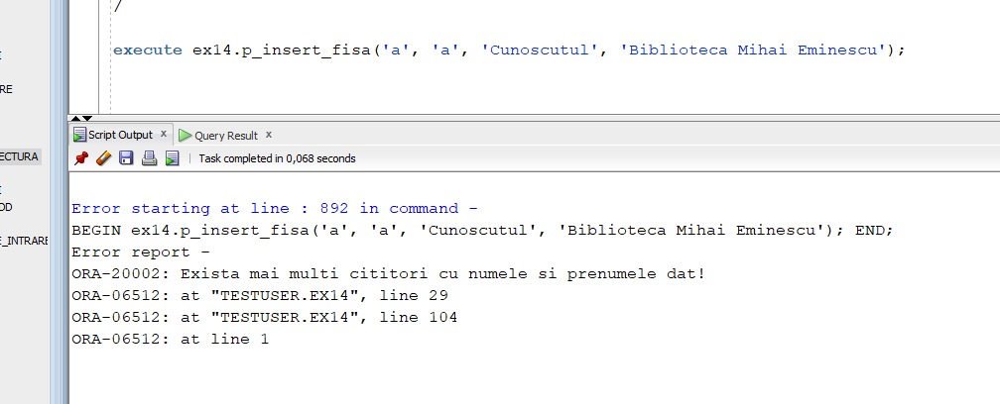 /
execute ex14.p_insert_fisa('a', 'a', 'Cunoscutul', 'Biblioteca Mihai Eminescu');
RE
ECTURA
OD
E_INTRARE
Script Output x Query Result x
Task completed in 0,068 seconds
Error starting at line : 892 in command -
BEGIN ex14.p_insert_fisa('a', 'a', 'Cunoscutul', 'Biblioteca Mihai Eminescu'); END;
Error report -
ORA-20002: Exista mai multi cititori cu numele si prenumele dat!
ORA-06512: at "TESTUSER.EX14", line 29
ORA-06512: at "TESTUSER.EX14", line 104
ORA-06512: at line 1